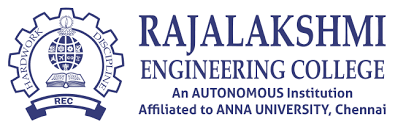 HARDWORK DISCIPLINE
REC
RAJALAKSHMI
ENGINEERING COLLEGE
An AUTONOMOUS Institution
Affiliated to ANNA UNIVERSITY, Chennai